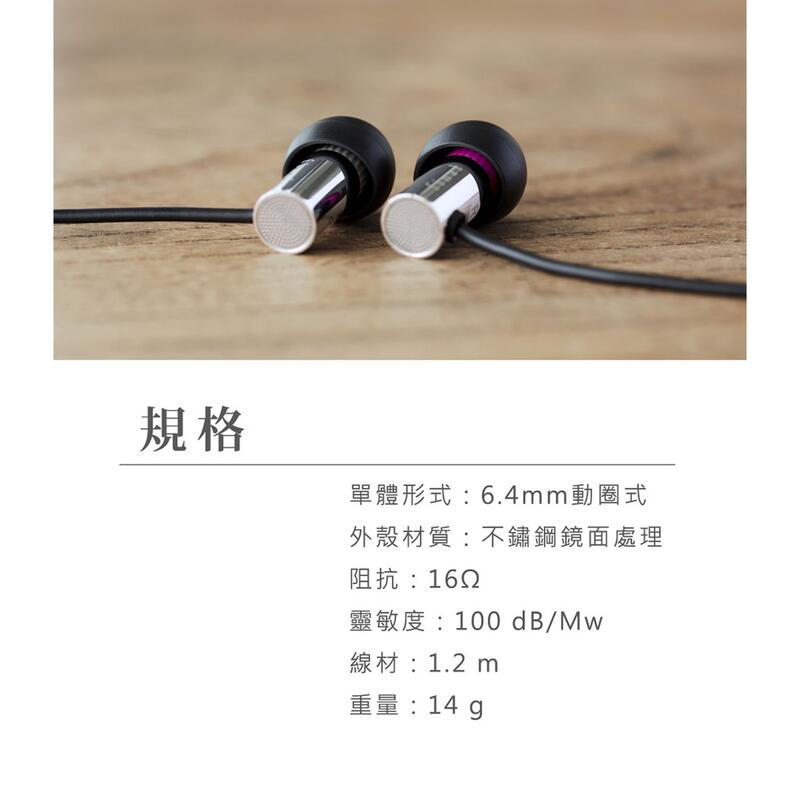 規格
單體形式：6.4mm動圈式
外殼材質：不鏽鋼鏡面處理
阻抗：16Ω
靈敏度：100 dB/Mw
線材：1.2 m
重量：14 g